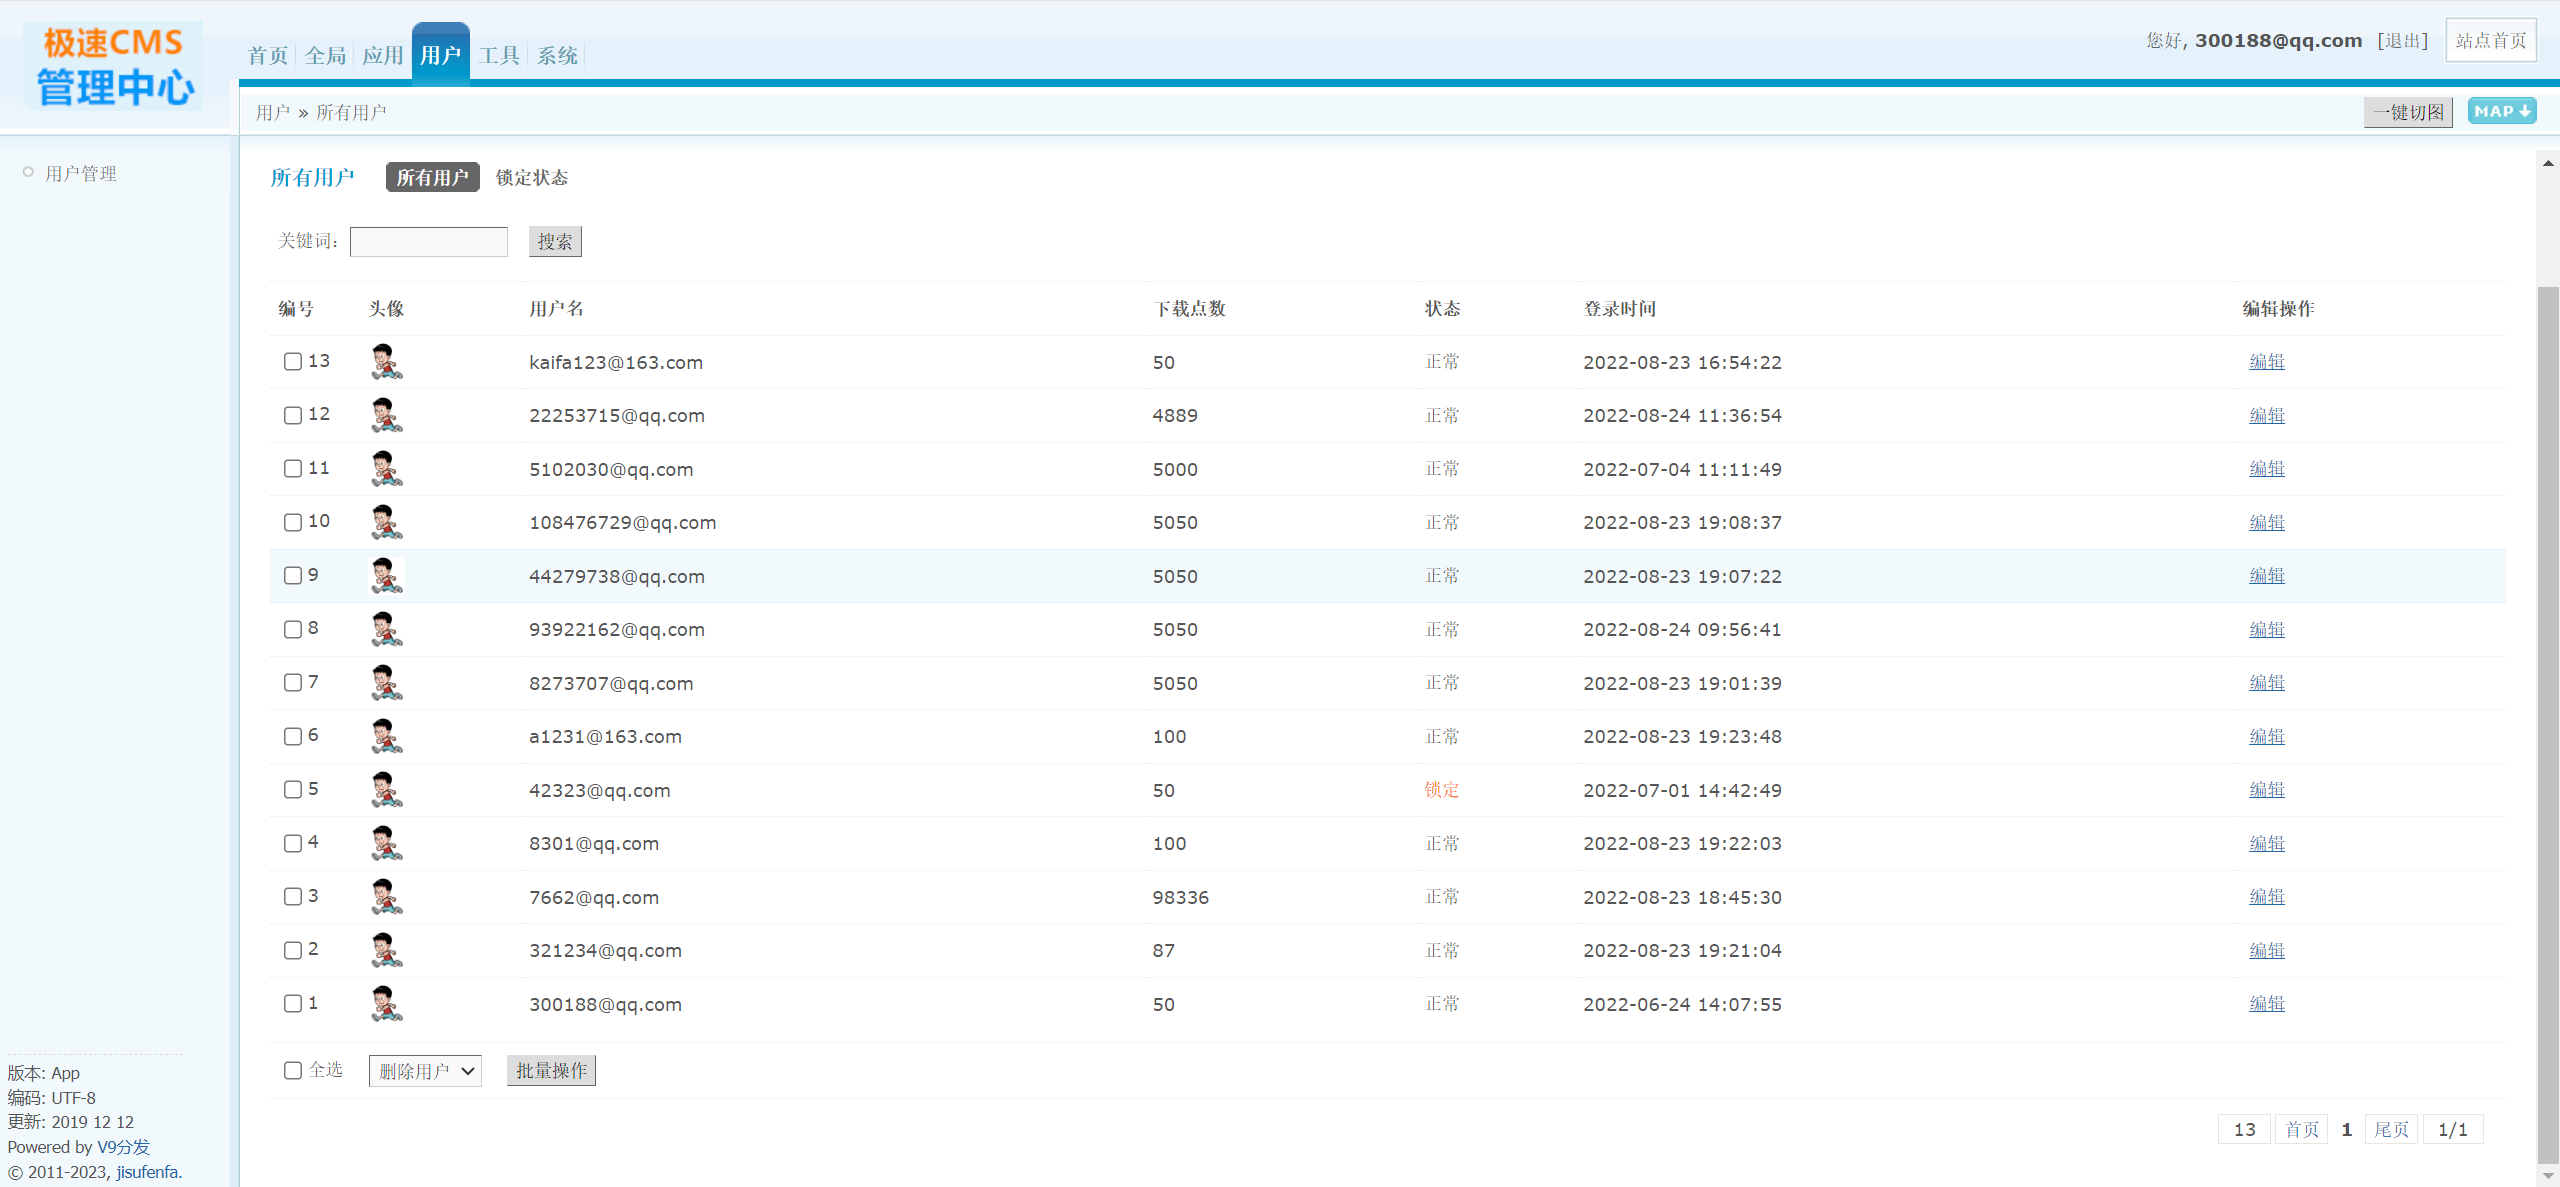 极速CMS
管理中心
首页 全局 应用 用户 工具 系统
您好, 300188@qq.com [退出] 站点首页
用户 » 所有用户
一键切图 MAP
用户管理
所有用户 所有用户 锁定状态
关键词: 搜索
编号 头像 用户名 下载点数 状态 登录时间 编辑操作
13 kaifa123@163.com 50 正常 2022-08-23 16:54:22 编辑
12 22253715@qq.com 4889 正常 2022-08-24 11:36:54 编辑
11 5102030@qq.com 5000 正常 2022-07-04 11:11:49 编辑
10 108476729@qq.com 5050 正常 2022-08-23 19:08:37 编辑
9 44279738@qq.com 5050 正常 2022-08-23 19:07:22 编辑
8 93922162@qq.com 5050 正常 2022-08-24 09:56:41 编辑
7 8273707@qq.com 5050 正常 2022-08-23 19:01:39 编辑
6 a1231@163.com 100 正常 2022-08-23 19:23:48 编辑
5 42323@qq.com 50 锁定 2022-07-01 14:42:49 编辑
4 8301@qq.com 100 正常 2022-08-23 19:22:03 编辑
3 7662@qq.com 98336 正常 2022-08-23 18:45:30 编辑
2 321234@qq.com 87 正常 2022-08-23 19:21:04 编辑
1 300188@qq.com 50 正常 2022-06-24 14:07:55 编辑
全选 删除用户 批量操作
13 首页 1 尾页 1/1
版本: App
编码: UTF-8
更新: 2019 12 12
Powered by V9分发
© 2011-2023, jisufenfa.